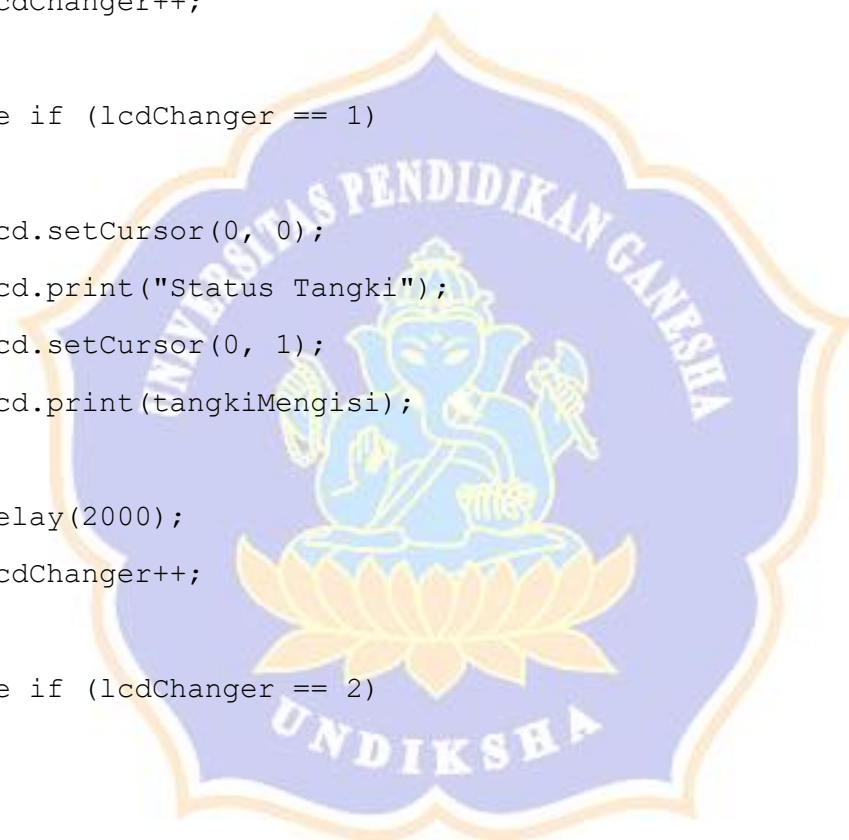 cdChanger++;
e if (lcdChanger == 1)
cd.setCursor(0, 0);
cd.print("Status Tangki");
cd.setCursor(0, 1);
cd.print(tangkiMengisi);
elay(2000);
cdChanger++;
e if (lcdChanger == 2)
UNIVERSITAS PENDIDIKAN GANESHA
UNDIKSHA